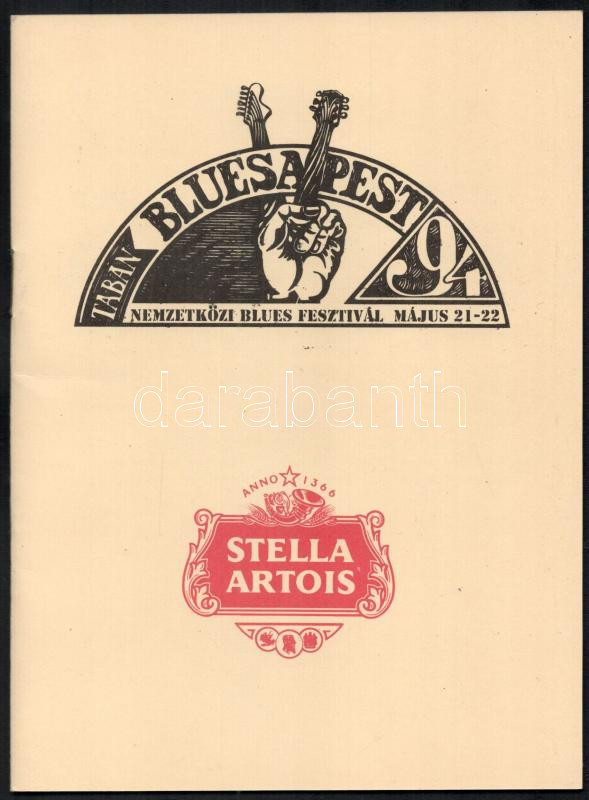 TABÁN
BLUESAPEST
94
NEMZETKÖZI BLUES FESZTIVÁL MÁJUS 21-22
darabanth
ANNO 1366
STELLA
ARTOIS